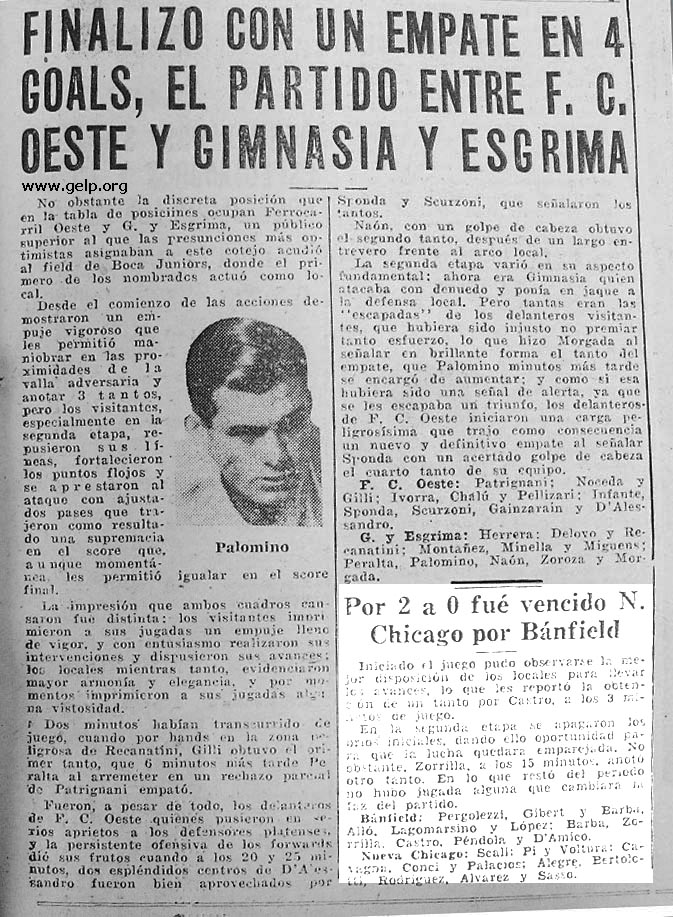 FINALIZO CON UN EMPATE EN 4
GOALS, EL PARTIDO ENTRE F. C.
OESTE Y GIMNASIA Y ESGRIMA
www.gelp.org
No obstante la discreta posición que
en la tabla de posiciines ocupan Ferroca-
rril Oeste y G. y Esgrima, un público
superior al que las presunciones más op-
timistas asignaban a este cotejo acudió
al field de Boca Juniors, donde el pri-
mero de los nombrados actuó como lo-
cal.
Desde el comienzo de las acciones de-
mostraron un em-
puje vigoroso que
les permitió ma-
niobrar en las pro-
ximidades de la
valla adversaria y
anotar 3 tantos,
pero los visitantes,
especialmente en la
segunda etapa, re-
pusieron sus lí-
neas, fortalecieron
los puntos flojos y
se aprestaron al
ataque con ajusta-
dos pases que tra-
jeron como resulta-
do una supremacía
en el score que,
aunque momentá-
nea, les permitió igualar en el score
final.
Palomino
La impresión que ambos cuadros cau-
saron fué distinta: los visitantes impri-
mieron a sus jugadas un empuje lleno
de vigor, y con entusiasmo realizaron sus
intervenciones y dispusieron sus avances;
los locales mientras tanto, evidenciaron
mayor armonía y elegancia, y por mo-
mentos imprimieron a sus jugadas algu-
na vistosidad.
Dos minutos habían transcurrido de
juegó, cuando por hands en la zona pe-
ligrosa de Recanatini, Gilli obtuvo el pri-
mer tanto, que 6 minutos más tarde Pe-
ralta al arremeter en un rechazo parcial
de Patrignani empató.
Fueron, a pesar de todo, los delanteros
de F. C. Oeste quienes pusieron en se-
rios aprietos a los defensores platenses,
y la persistente ofensiva de los forwards
dió sus frutos cuando a los 20 y 25 mi-
nutos, dos espléndidos centros de D'Ales-
sandro fueron bien aprovechados por
Sponda y Scurzoni, que señalaron los
tantos.
Naón, con un golpe de cabeza obtuvo
el segundo tanto, después de un largo en-
trevero frente al arco local.
La segunda etapa varió en su aspecto
fundamental: ahora era Gimnasia quien
atacaba con denuedo y ponía en jaque a
la defensa local. Pero tantas eran las
"escapadas" de los delanteros visitan-
tes, que hubiera sido injusto no premiar
tanto esfuerzo, lo que hizo Morgada al
señalar en brillante forma el tanto del
empate, que Palomino minutos más tarde
se encargó de aumentar; y como si esa
hubiera sido una señal de alerta, ya que
se les escapaba un triunfo, los delanteros
de F. C. Oeste iniciaron una carga pe-
ligrosísima que trajo como consecuencia
un nuevo y definitivo empate al señalar
Sponda con un acertado golpe de cabeza
el cuarto tanto de su equipo.
F. C. Oeste: Patrignani; Noceda y
Gilli; Ivorra, Chálú y Pellizari; Infante,
Sponda, Scurzoni, Gainzarain y D'Ales-
sandro.
G. y Esgrima: Herrera; Delovo y Re-
canatini; Montañez, Minella y Miguens;
Peralta, Palomino, Naón, Zoroza y Mor-
gada.
Por 2 a 0 fué vencido N.
Chicago por Bánfield
Iniciado el juego pudo observarse la me-
jor disposición de los locales para llevar
los avances, lo que les reportó la obten-
ción de un tanto por Castro, a los 3 mi-
nutos de juego.
En la segunda etapa se apagaron los
bríos iniciales, dando ello oportunidad pa-
ra que la lucha quedara emparejada. No
obstante, Zorrilla, a los 15 minutos, anotó
otro tanto. En lo que restó del período
no hubo jugada alguna que cambiara la
faz del partido.
Bánfield: Pergolezzi, Gibert y Barba,
Alló, Lagomarsino y López; Barba, Zo-
rrilla, Castro, Péndola y D'Amico.
Nueva Chicago: Scali; Pi y Voltura; Ca-
vagna, Conci y Palacios; Alegre, Bertolo-
tti, Rodríguez, Alvarez y Sasso.